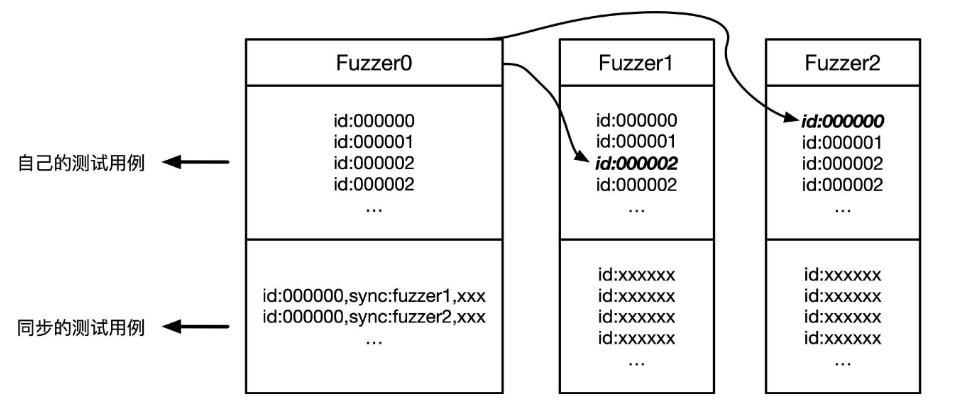 Fuzzer0
Fuzzer1
Fuzzer2
自己的测试用例
id:000000
id:000001
id:000002
id:000002
...
id:000000
id:000001
id:000002
id:000002
...
id:000000
id:000001
id:000002
id:000002
...
同步的测试用例
id:000000,sync:fuzzer1,xxx
id:000000,sync:fuzzer2,xxx
...
id:xxxxxx
id:xxxxxx
id:xxxxxx
id:xxxxxx
...
id:xxxxxx
id:xxxxxx
id:xxxxxx
id:xxxxxx
...